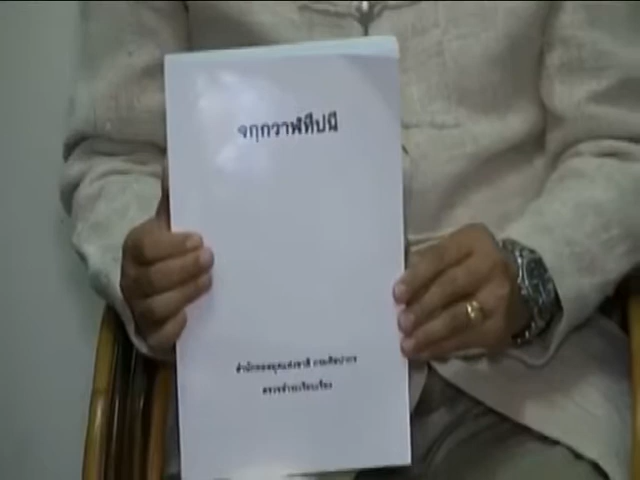 จกฺกวาฬทีปนี
สำนักหอสมุดแห่งชาติ กรมศิลปากร
ตรวจชำระเรียบเรียง